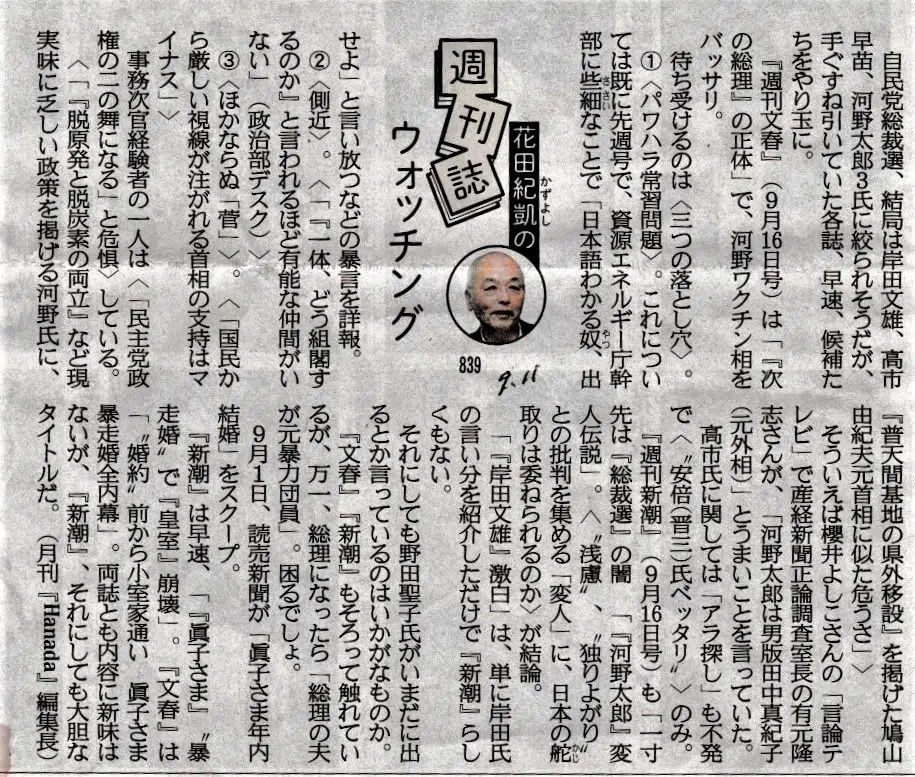 自民党総裁選、結局は岸田文雄、高市
早苗、河野太郎3氏に絞られそうだが、
手ぐすね引いていた各誌、早速、候補た
ちをやり玉に。
『週刊文春』（9月16日号）は「『次
の総理』の正体」で、河野ワクチン相を
バッサリ。
待ち受けるのは〈三つの落とし穴〉。
①〈パワハラ常習問題〉。これについ
ては既に先週号で、資源エネルギー庁幹
部に些細なことで「日本語わかる奴、出
ささい
やつ
週刊誌
ウォッチング
花田紀凱の
かずよし
839
9.11
せよ」と言い放つなどの暴言を詳報。
②〈側近〉。〈「『一体、どう組閣す
るのか』と言われるほど有能な仲間がい
ない」（政治部デスク）〉
③〈ほかならぬ「菅」〉。〈「国民か
ら厳しい視線が注がれる首相の支持はマ
イナス」〉
事務次官経験者の一人は〈「民主党政
権の二の舞になる」と危惧〉している。
〈「『脱原発と脱炭素の両立』など現
実味に乏しい政策を掲げる河野氏に、
『普天間基地の県外移設』を掲げた鳩山
由紀夫元首相に似た危うさ」〉
そういえば櫻井よしこさんの「言論テ
レビ」で産経新聞正論調査室長の有元隆
志さんが、「河野太郎は男版田中真紀子
（元外相）」とうまいことを言っていた。
高市氏に関しては「アラ探し」も不発
で〈〝安倍（晋三）氏ベッタリ〟〉のみ。
『週刊新潮』（9月16日号）も「一寸
先は『総裁選』の闇　「『河野太郎』変
人伝説」。〈〝浅慮〟、〝独りよがり〟
との批判を集める「変人」に、日本の舵
かじ
取りは委ねられるのか〉が結論。
「『岸田文雄』激白」は、単に岸田氏
の言い分を紹介しただけで『新潮』らし
くもない。
それにしても野田聖子氏がいまだに出
るとか言っているのはいかがなものか。
『文春』『新潮』もそろって触れてい
るが、万一、総理になったら「総理の夫
が元暴力団員」。困るでしょ。
9月1日、読売新聞が「眞子さま年内
結婚」をスクープ。
『新潮』は早速、「『眞子さま』〝暴
走婚〟で『皇室』崩壊」。『文春』は
「〝婚約〟前から小室家通い　眞子さま
暴走婚全内幕」。両誌とも内容に新味は
ないが、『新潮』、それにしても大胆な
タイトルだ。（月刊『Hanada』編集長）